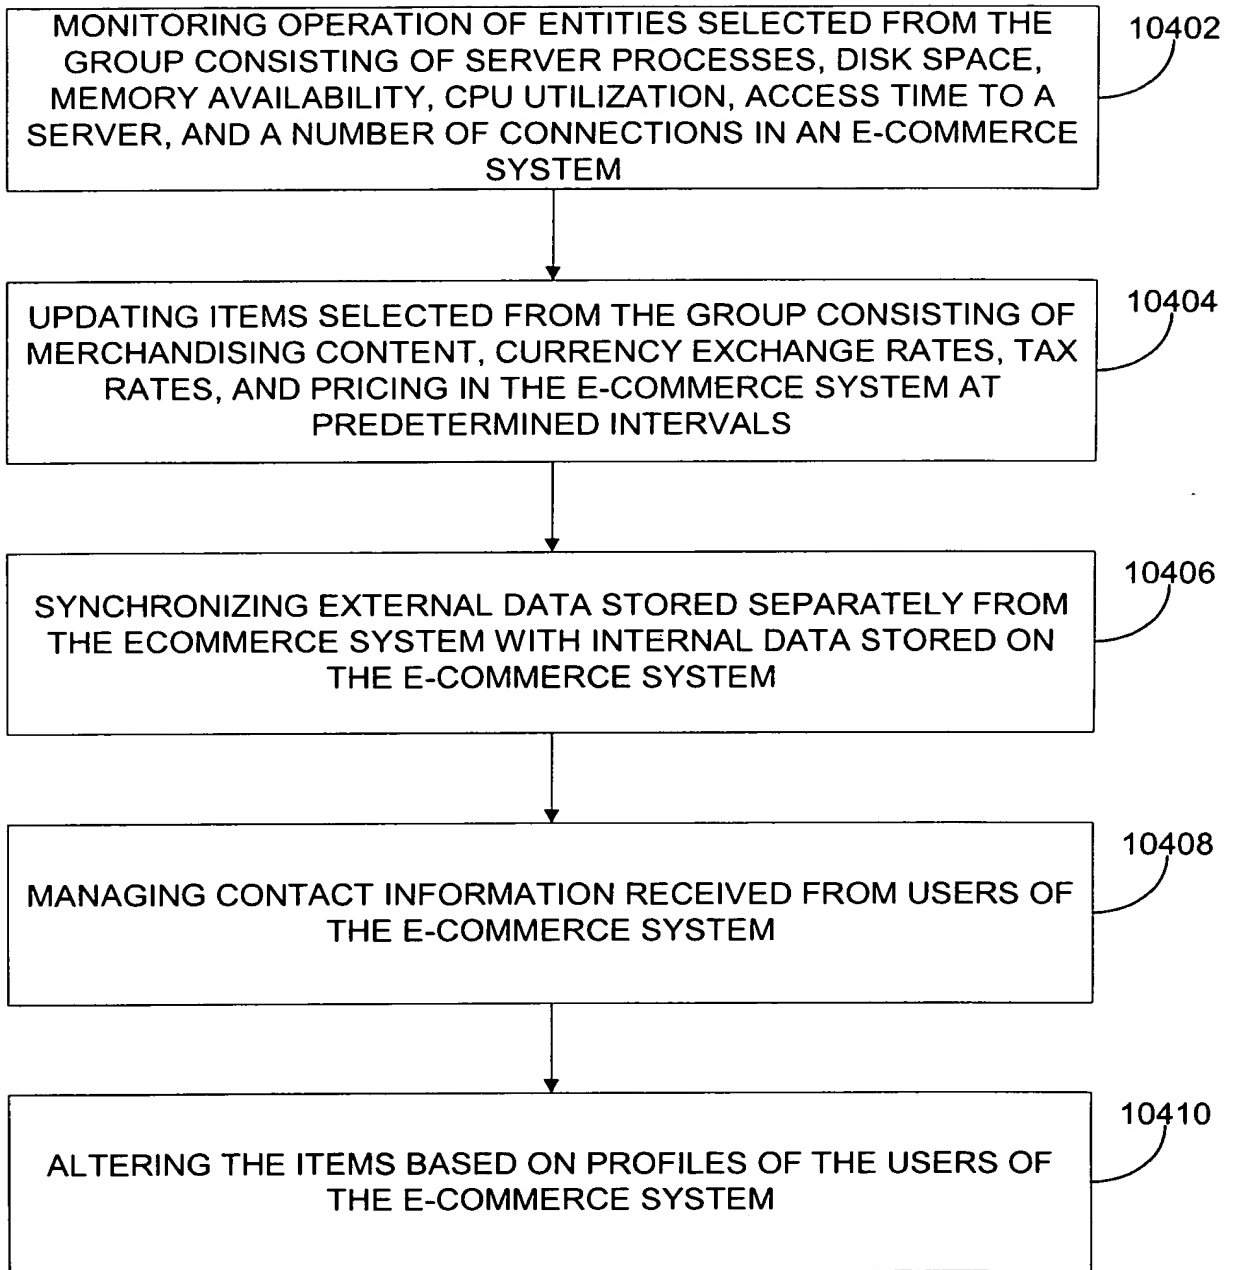 MONITORING OPERATION OF ENTITIES SELECTED FROM THE
GROUP CONSISTING OF SERVER PROCESSES, DISK SPACE,
MEMORY AVAILABILITY, CPU UTILIZATION, ACCESS TIME TO A
SERVER, AND A NUMBER OF CONNECTIONS IN AN E-COMMERCE
SYSTEM
10402
UPDATING ITEMS SELECTED FROM THE GROUP CONSISTING OF
MERCHANDISING CONTENT, CURRENCY EXCHANGE RATES, TAX
RATES, AND PRICING IN THE E-COMMERCE SYSTEM AT
PREDETERMINED INTERVALS
10404
SYNCHRONIZING EXTERNAL DATA STORED SEPARATELY FROM
THE ECOMMERCE SYSTEM WITH INTERNAL DATA STORED ON
THE E-COMMERCE SYSTEM
10406
MANAGING CONTACT INFORMATION RECEIVED FROM USERS OF
THE E-COMMERCE SYSTEM
10408
ALTERING THE ITEMS BASED ON PROFILES OF THE USERS OF
THE E-COMMERCE SYSTEM
10410